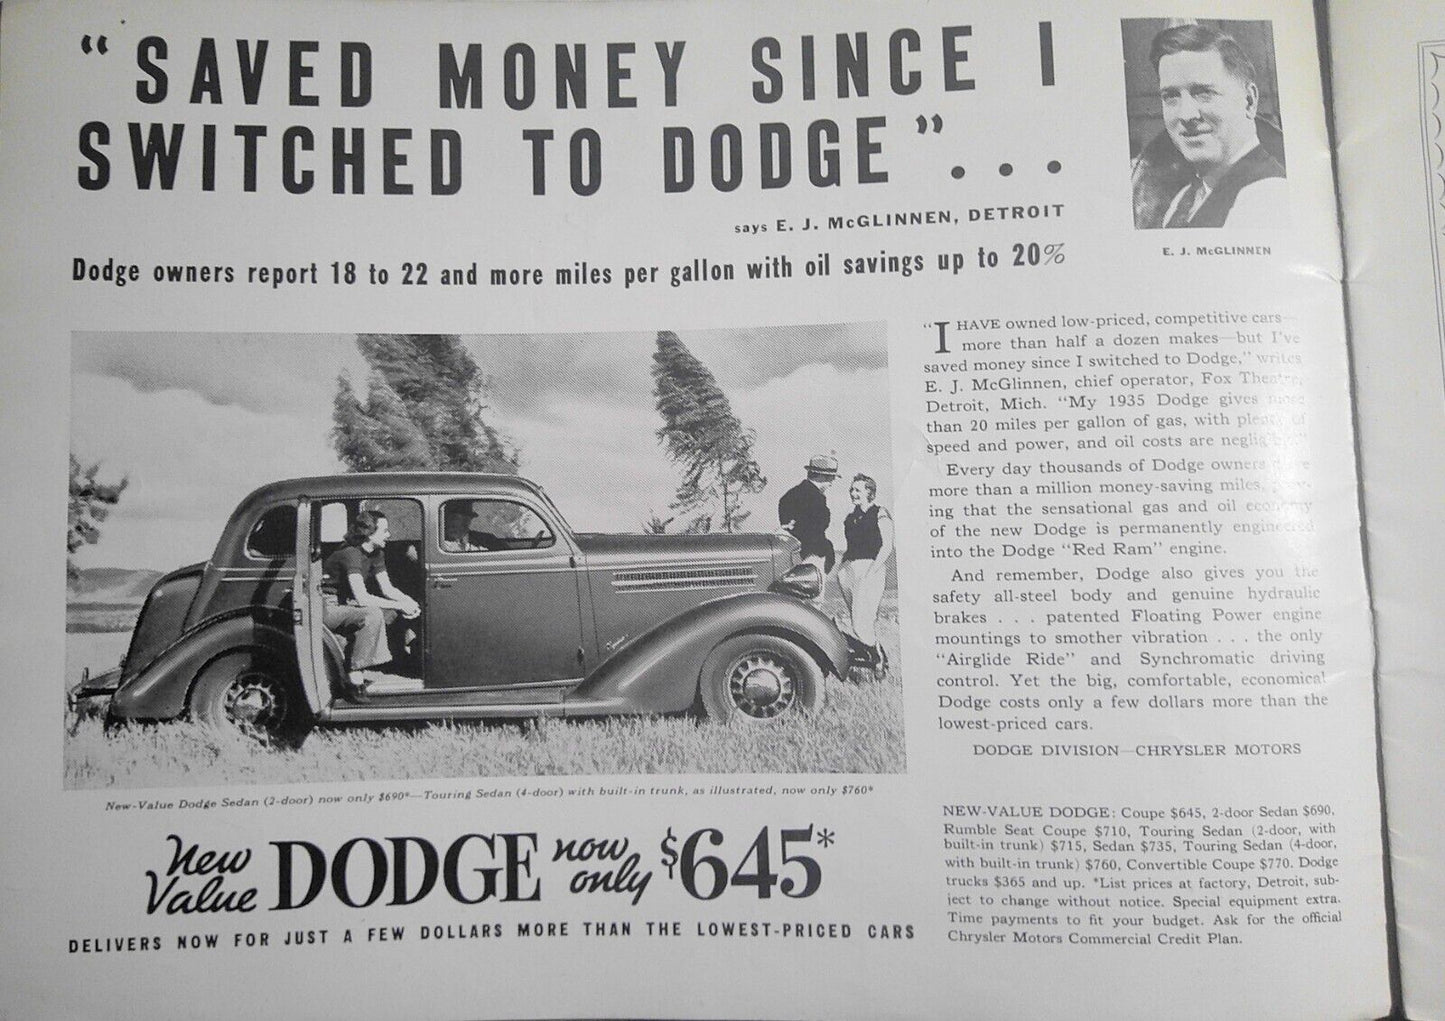 "SAVED MONEY SINCE I
SWITCHED TO DODGE"...
says E. J. McGLINNEN, DETROIT
Dodge owners report 18 to 22 and more miles per gallon with oil savings up to 20%
E. J. McGLINNEN
"I HAVE owned low-priced, competitive cars—
more than half a dozen makes—but I've
saved money since I switched to Dodge," writes
E. J. McGlinnen, chief operator, Fox Theatre,
Detroit, Mich. "My 1935 Dodge gives more
than 20 miles per gallon of gas, with plenty of
speed and power, and oil costs are negligible."
Every day thousands of Dodge owners drive
more than a million money-saving miles, prov-
ing that the sensational gas and oil economy
of the new Dodge is permanently engineered
into the Dodge "Red Ram" engine.
And remember, Dodge also gives you the
safety all-steel body and genuine hydraulic
brakes . . . patented Floating Power engine
mountings to smother vibration . . . the only
"Airglide Ride" and Synchromatic driving
control. Yet the big, comfortable, economical
Dodge costs only a few dollars more than the
lowest-priced cars.
DODGE DIVISION—CHRYSLER MOTORS
New-Value Dodge Sedan (2-door) now only $690*—Touring Sedan (4-door) with built-in trunk, as illustrated, now only $760*
New Value DODGE now only $645*
DELIVERS NOW FOR JUST A FEW DOLLARS MORE THAN THE LOWEST-PRICED CARS
NEW-VALUE DODGE: Coupe $645, 2-door Sedan $690,
Rumble Seat Coupe $710, Touring Sedan (2-door, with
built-in trunk) $715, Sedan $735, Touring Sedan (4-door,
with built-in trunk) $760, Convertible Coupe $770. Dodge
trucks $365 and up. *List prices at factory, Detroit, sub-
ject to change without notice. Special equipment extra.
Time payments to fit your budget. Ask for the official
Chrysler Motors Commercial Credit Plan.